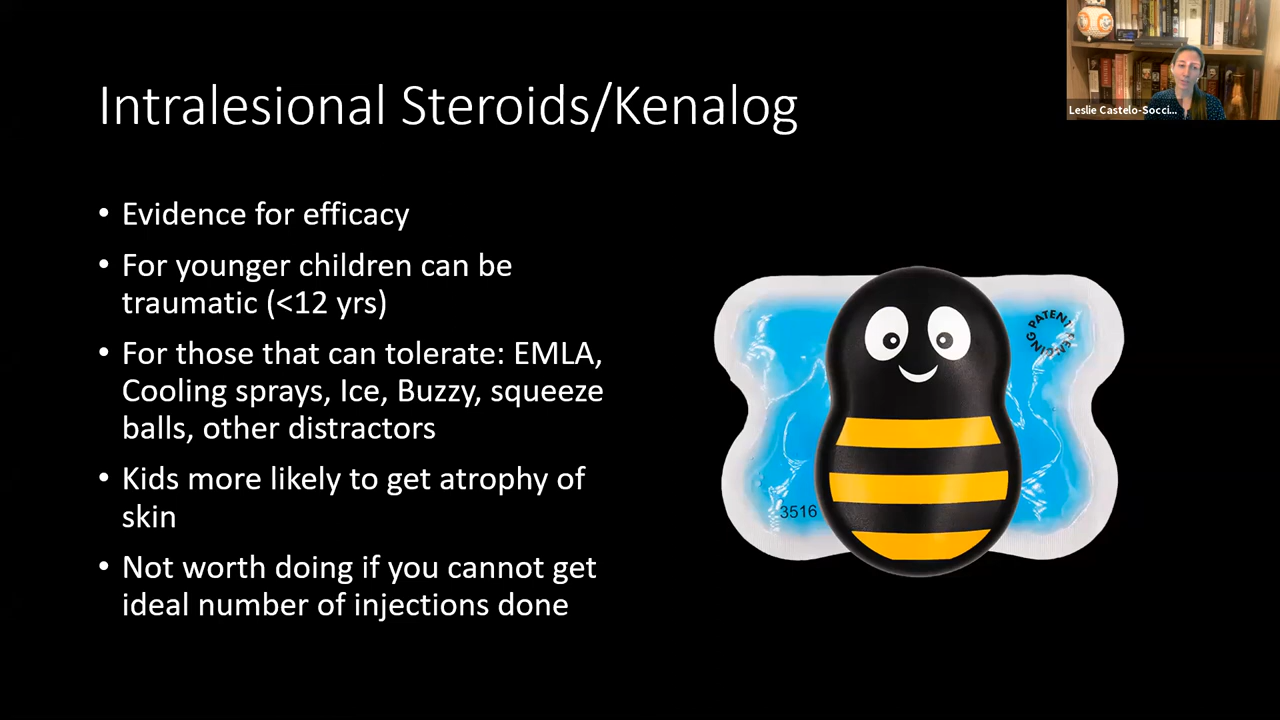 Leslie Castelo-Socci...
Intralesional Steroids/Kenalog
• Evidence for efficacy
• For younger children can be
traumatic (<12 yrs)
• For those that can tolerate: EMLA,
Cooling sprays, Ice, Buzzy, squeeze
balls, other distractors
• Kids more likely to get atrophy of
skin
• Not worth doing if you cannot get
ideal number of injections done
PATENT PENDING
3516